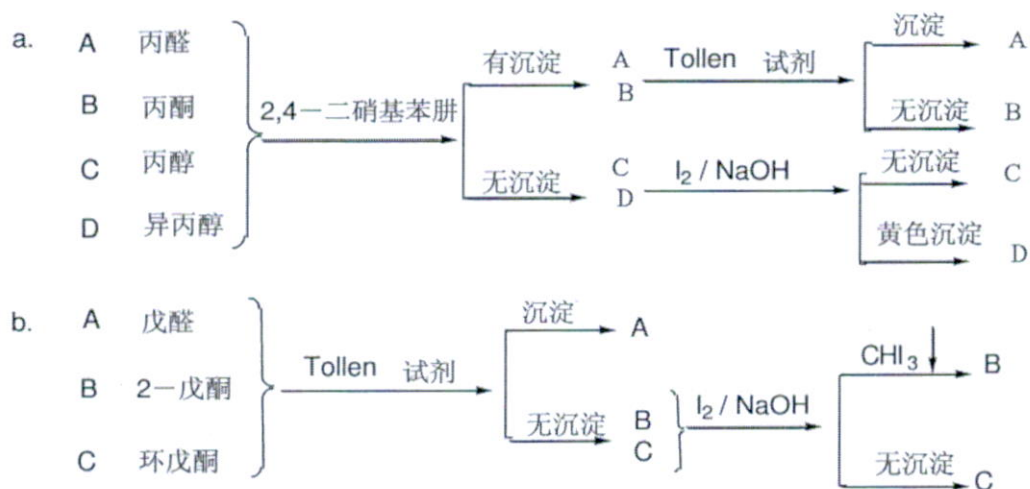 a. A 丙醛
B 丙酮
C 丙醇
D 异丙醇
2,4-二硝基苯肼
有沉淀 A
B
无沉淀 C
D
Tollen 试剂
沉淀 A
无沉淀 B
I2 / NaOH
无沉淀 C
黄色沉淀 D
b. A 戊醛
B 2-戊酮
C 环戊酮
Tollen 试剂
沉淀 A
无沉淀 B
C
I2 / NaOH
CHI3 ↓ B
无沉淀 C